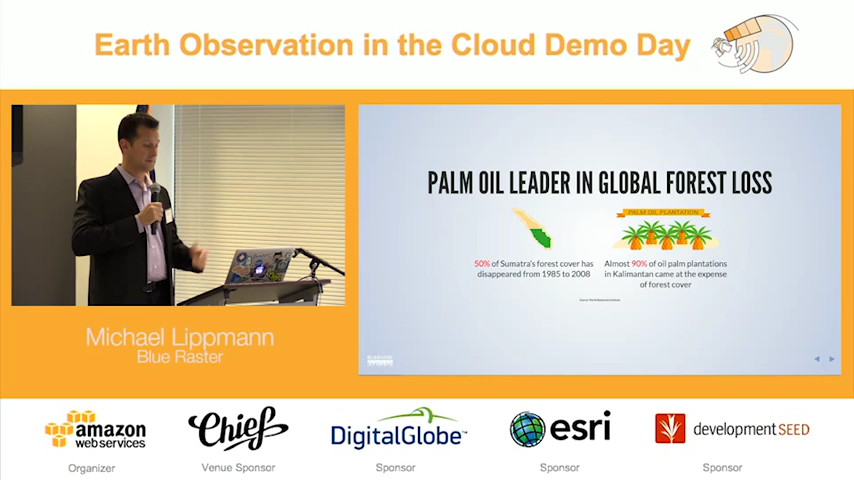 Earth Observation in the Cloud Demo Day
PALM OIL LEADER IN GLOBAL FOREST LOSS
PALM OIL PLANTATION
50% of Sumatra's forest cover has
disappeared from 1985 to 2008
Almost 90% of oil palm plantations
in Kalimantan came at the expense
of forest cover
Michael Lippmann
Blue Raster
amazon
webservices
Organizer
Chief
Venue Sponsor
DigitalGlobe™
Sponsor
esri
Sponsor
developmentSEED
Sponsor